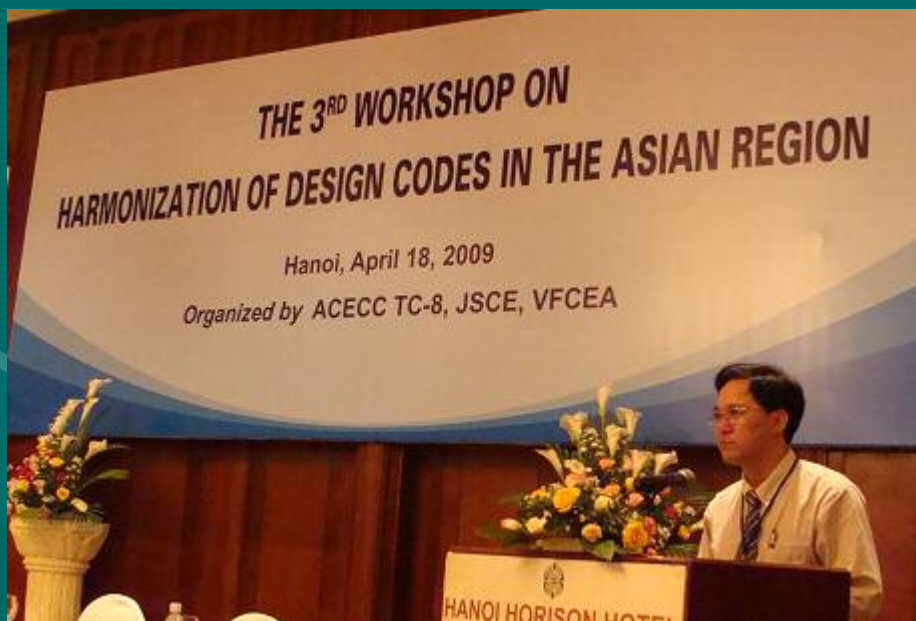 THE 3RD WORKSHOP ON
HARMONIZATION OF DESIGN CODES IN THE ASIAN REGION
Hanoi, April 18, 2009
Organized by ACECC TC-8, JSCE, VFCEA
HANOI HORISON HOTEL